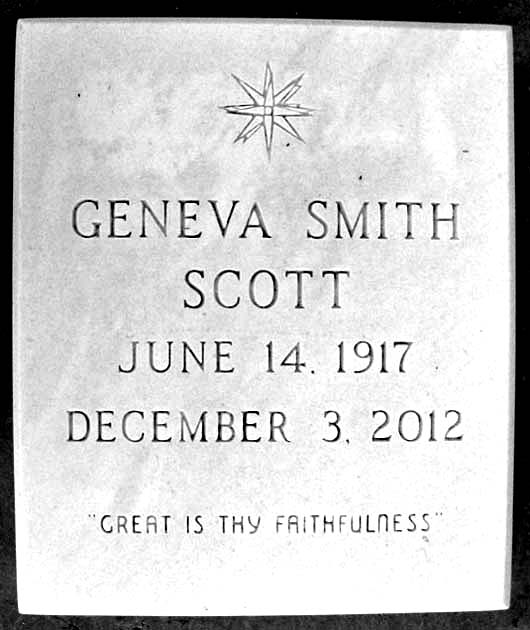 GENEVA SMITH
SCOTT
JUNE 14, 1917
DECEMBER 3, 2012
"GREAT IS THY FAITHFULNESS"